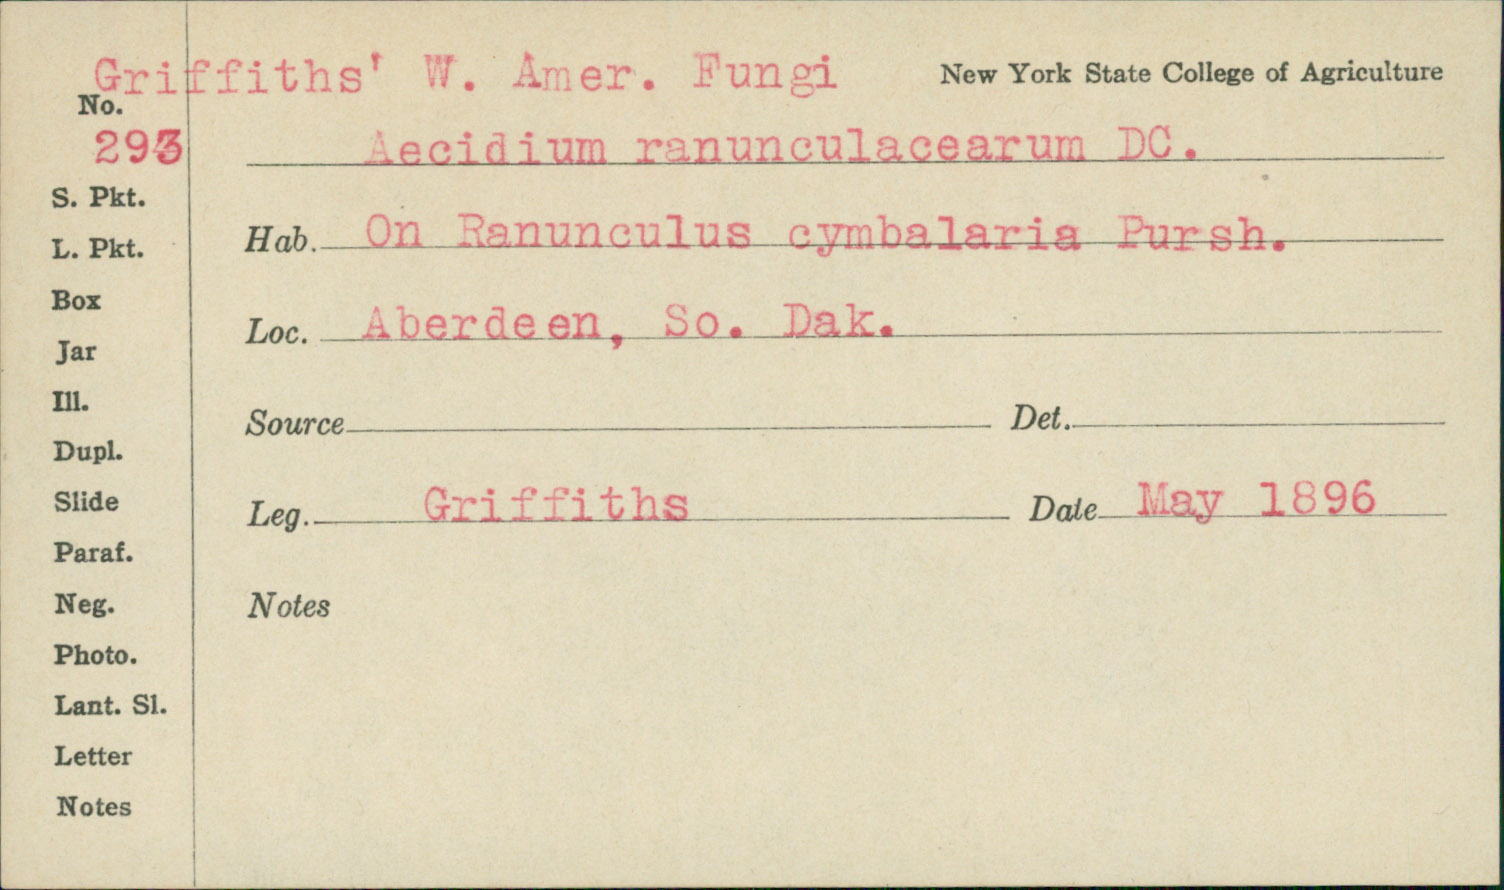 Griffiths' W. Amer. Fungi New York State College of Agriculture
No.
293 Aecidium ranunculacearum DC.
S. Pkt.
Hab. On Ranunculus cymbalaria Pursh.
L. Pkt.
Box
Loc. Aberdeen, So. Dak.
Jar
Ill.
Source Det.
Dupl.
Slide
Leg. Griffiths Date May 1896
Paraf.
Neg.
Notes
Photo.
Lant. Sl.
Letter
Notes